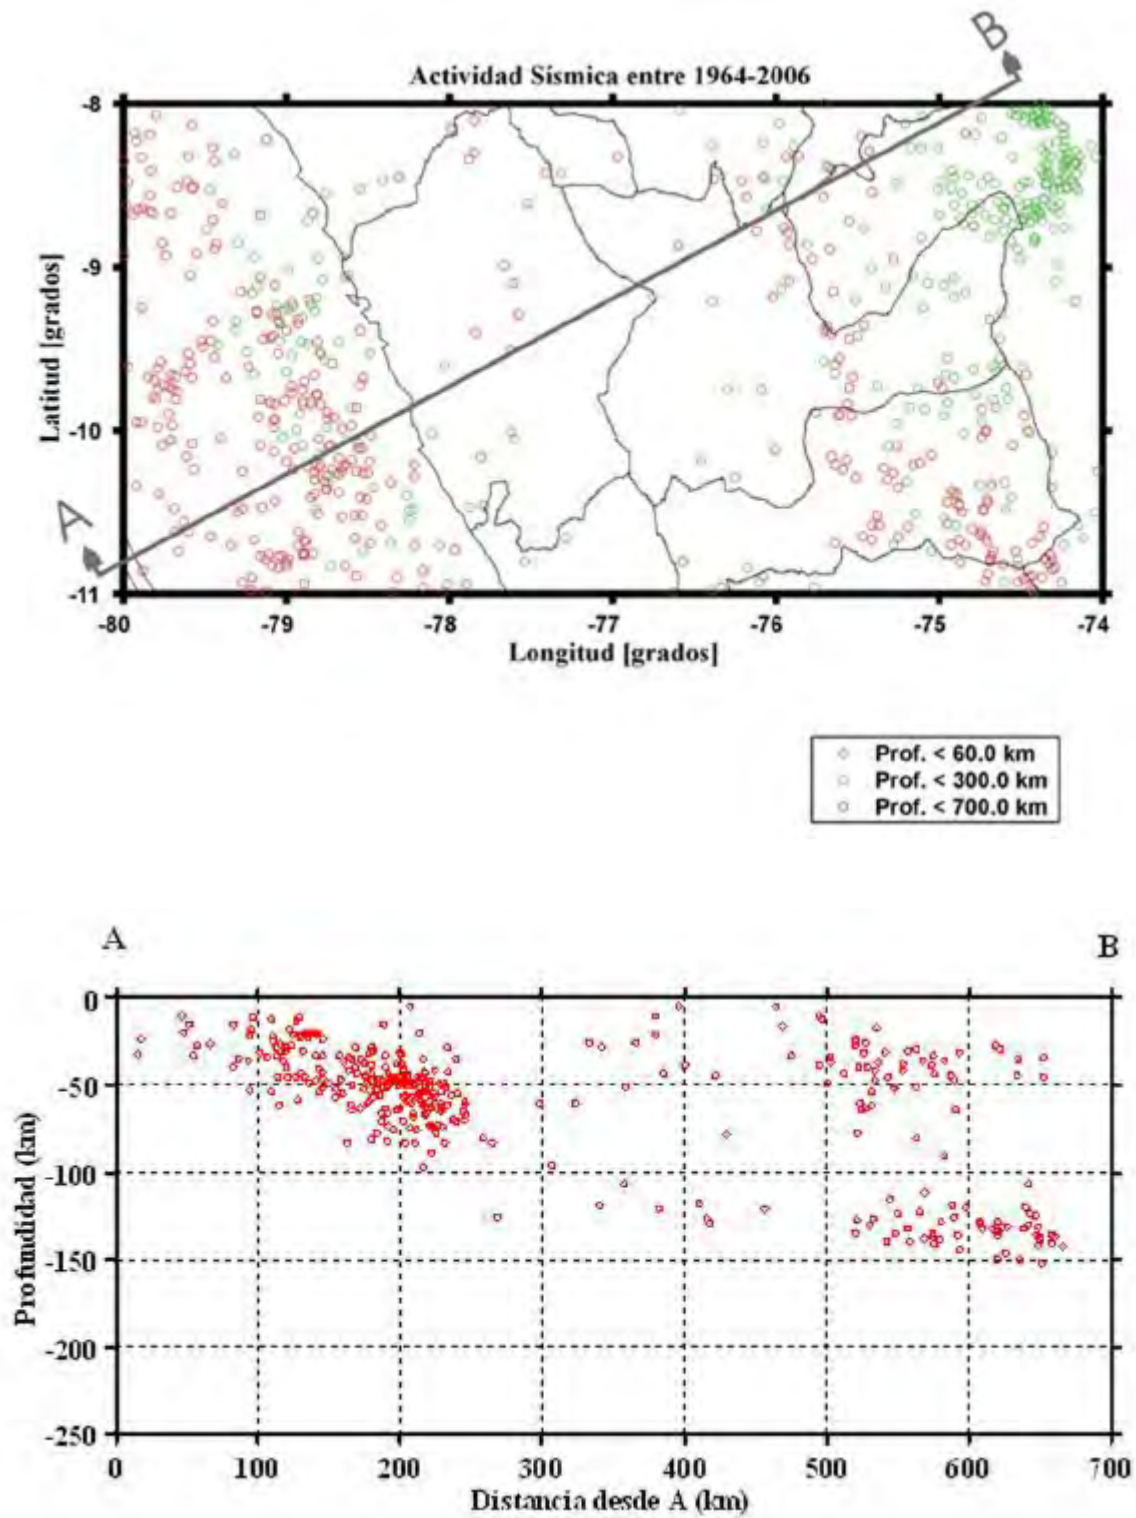 B
Actividad Sísmica entre 1964-2006
-8
-9
-10
-11
Latitud [grados]
A
-80 -79 -78 -77 -76 -75 -74
Longitud [grados]
Prof. < 60.0 km
Prof. < 300.0 km
Prof. < 700.0 km
A B
0
-50
-100
-150
-200
-250
Profundidad (km)
0 100 200 300 400 500 600 700
Distancia desde A (km)